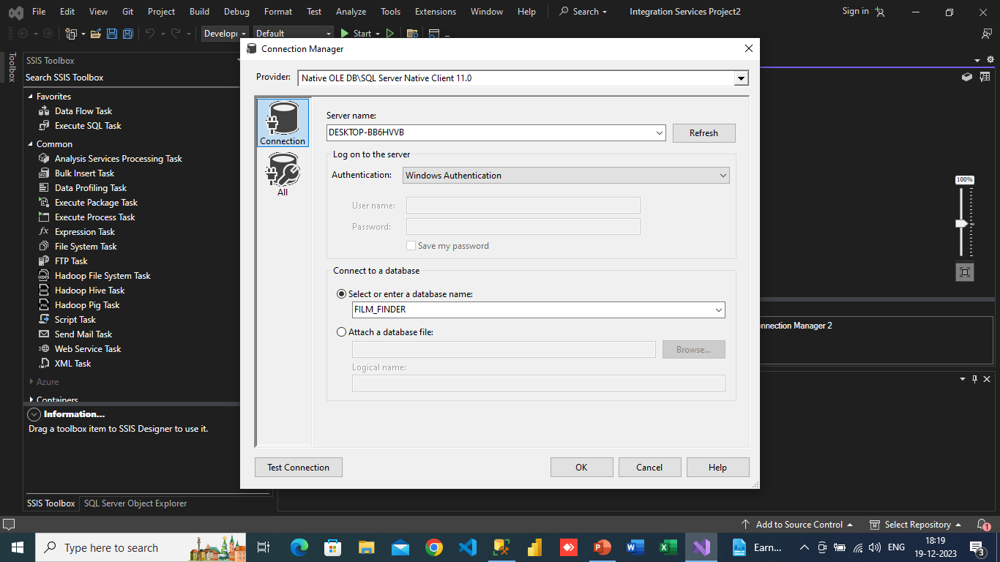 File Edit View Git Project Build Debug Format Test Analyze Tools Extensions Window Help Search Integration Services Project2 Sign in
Default Start
Toolbox
SSIS Toolbox
Search SSIS Toolbox
Favorites
Data Flow Task
Execute SQL Task
Common
Analysis Services Processing Task
Bulk Insert Task
Data Profiling Task
Execute Package Task
Execute Process Task
Expression Task
File System Task
FTP Task
Hadoop File System Task
Hadoop Hive Task
Hadoop Pig Task
Script Task
Send Mail Task
Web Service Task
XML Task
Azure
Containers
Information...
Drag a toolbox item to SSIS Designer to use it.
SSIS Toolbox SQL Server Object Explorer
Connection Manager
Provider: Native OLE DB\SQL Server Native Client 11.0
Connection
All
Server name:
DESKTOP-BB6HVVB Refresh
Log on to the server
Authentication: Windows Authentication
User name:
Password:
Save my password
Connect to a database
Select or enter a database name:
FILM_FINDER
Attach a database file:
Browse...
Logical name:
Test Connection OK Cancel Help
100%
onnection Manager 2
Add to Source Control Select Repository 1
Type here to search Earn... ENG 18:19
19-12-2023 3